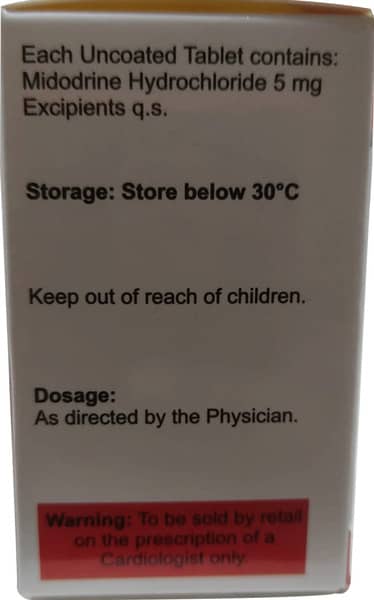 Each Uncoated Tablet contains:
Midodrine Hydrochloride 5 mg
Excipients q.s.
Storage: Store below 30°C
Keep out of reach of children.
Dosage:
As directed by the Physician.
Warning: To be sold by retail
on the prescription of a
Cardiologist only.